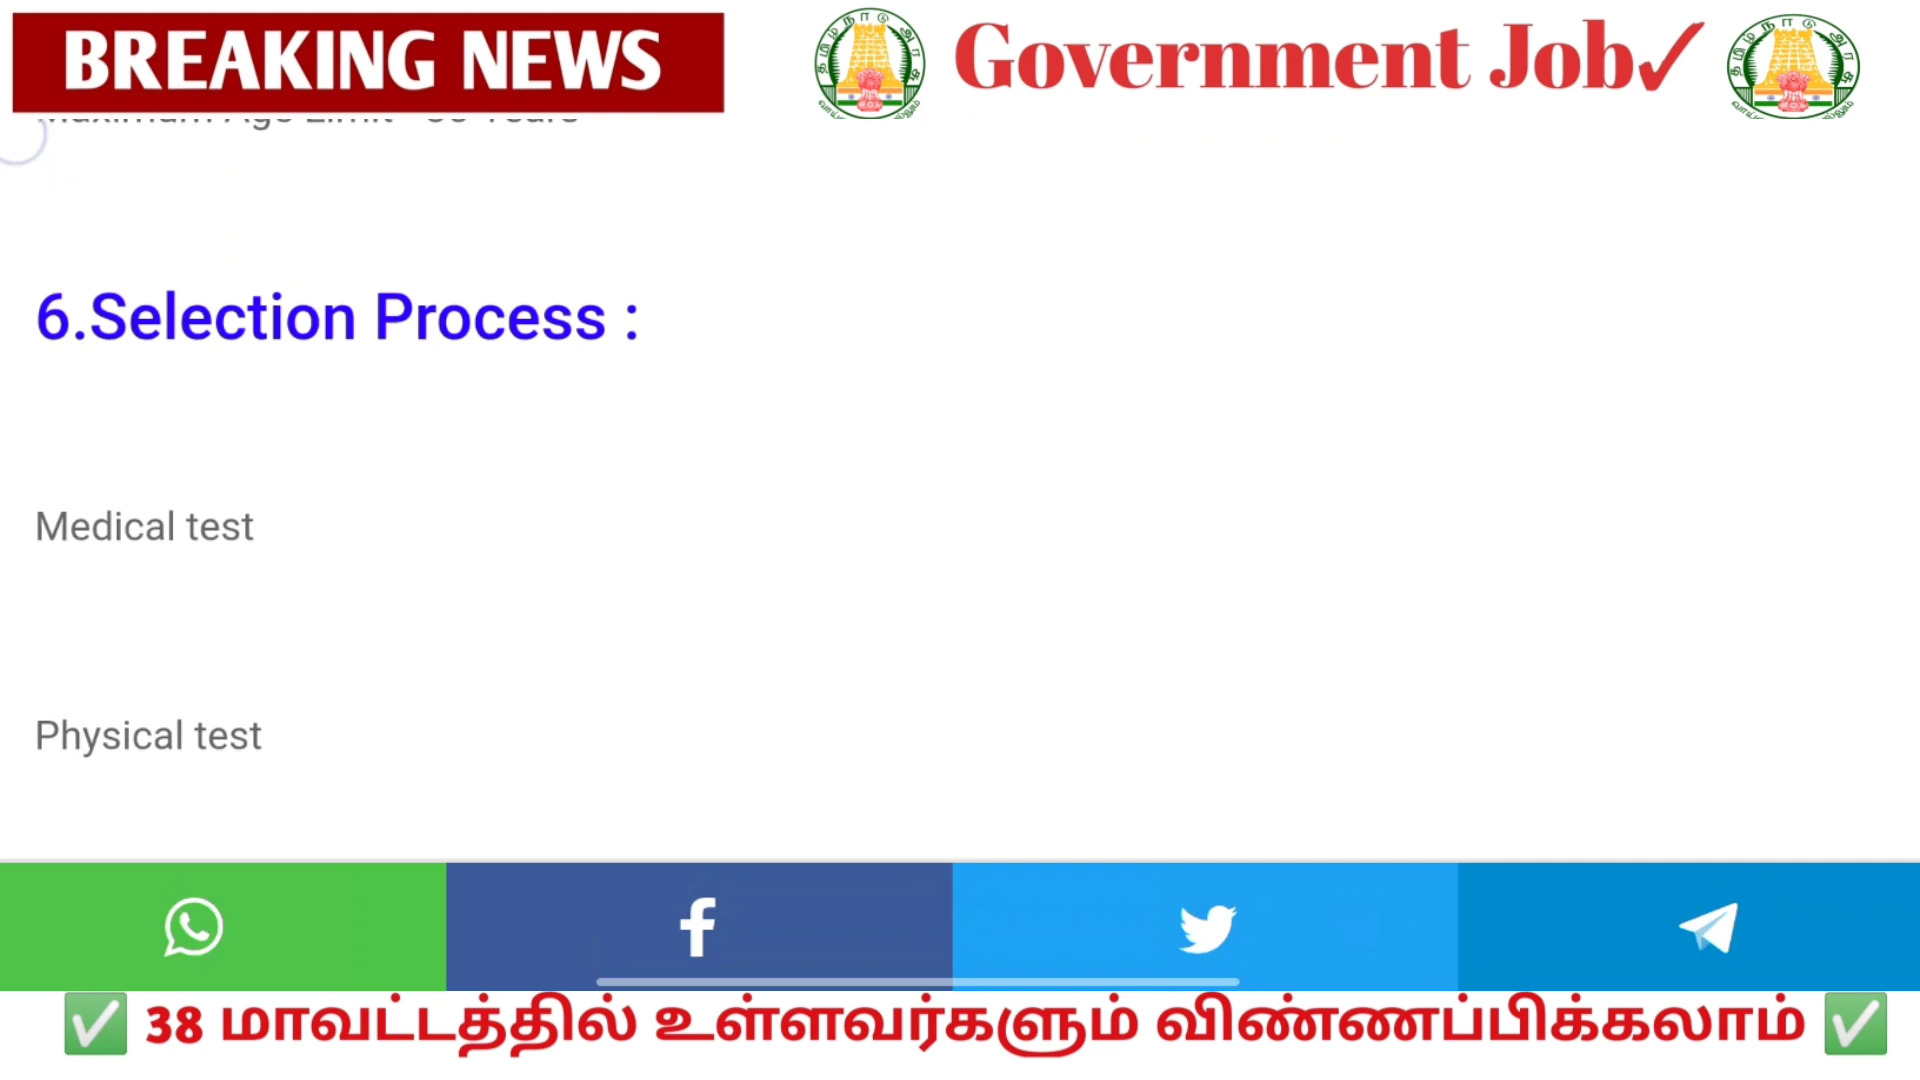 BREAKING NEWS
Government Job✓
6.Selection Process :
Medical test
Physical test
✅ 38 மாவட்டத்தில் உள்ளவர்களும் விண்ணப்பிக்கலாம் ✅